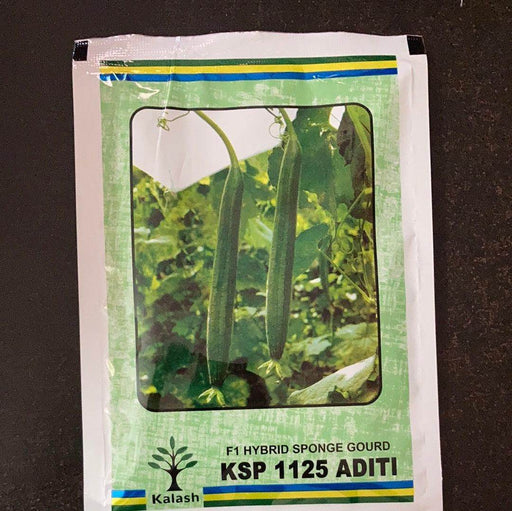 F1 HYBRID SPONGE GOURD
KSP 1125 ADITI
Kalash